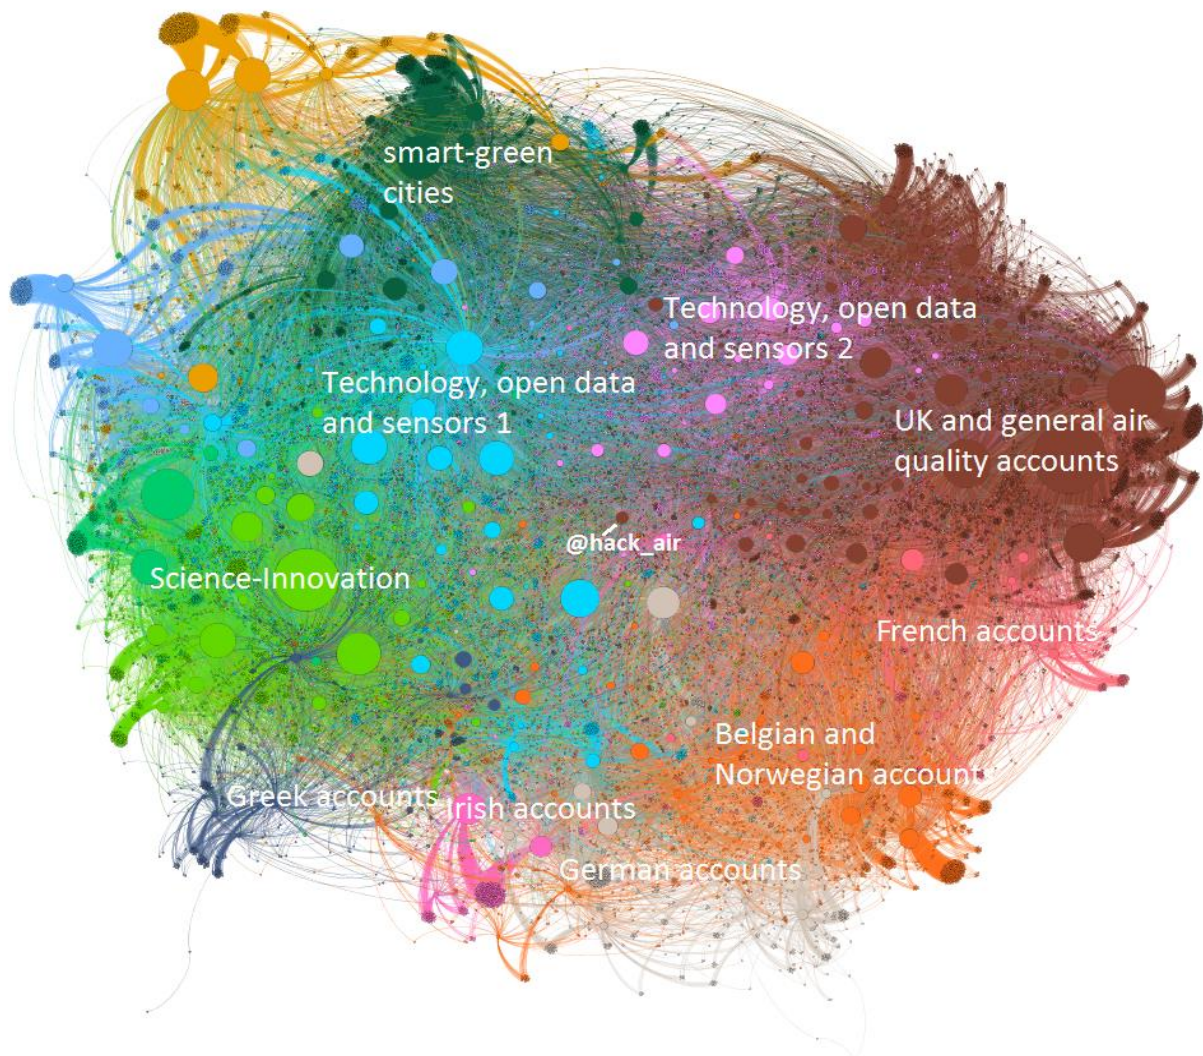 smart-green
cities
Technology, open data
and sensors 2
Technology, open data
and sensors 1
UK and general air
quality accounts
@hack_air
Science-Innovation
French accounts
Belgian and
Norwegian account
Greek accounts
Irish accounts
German accounts